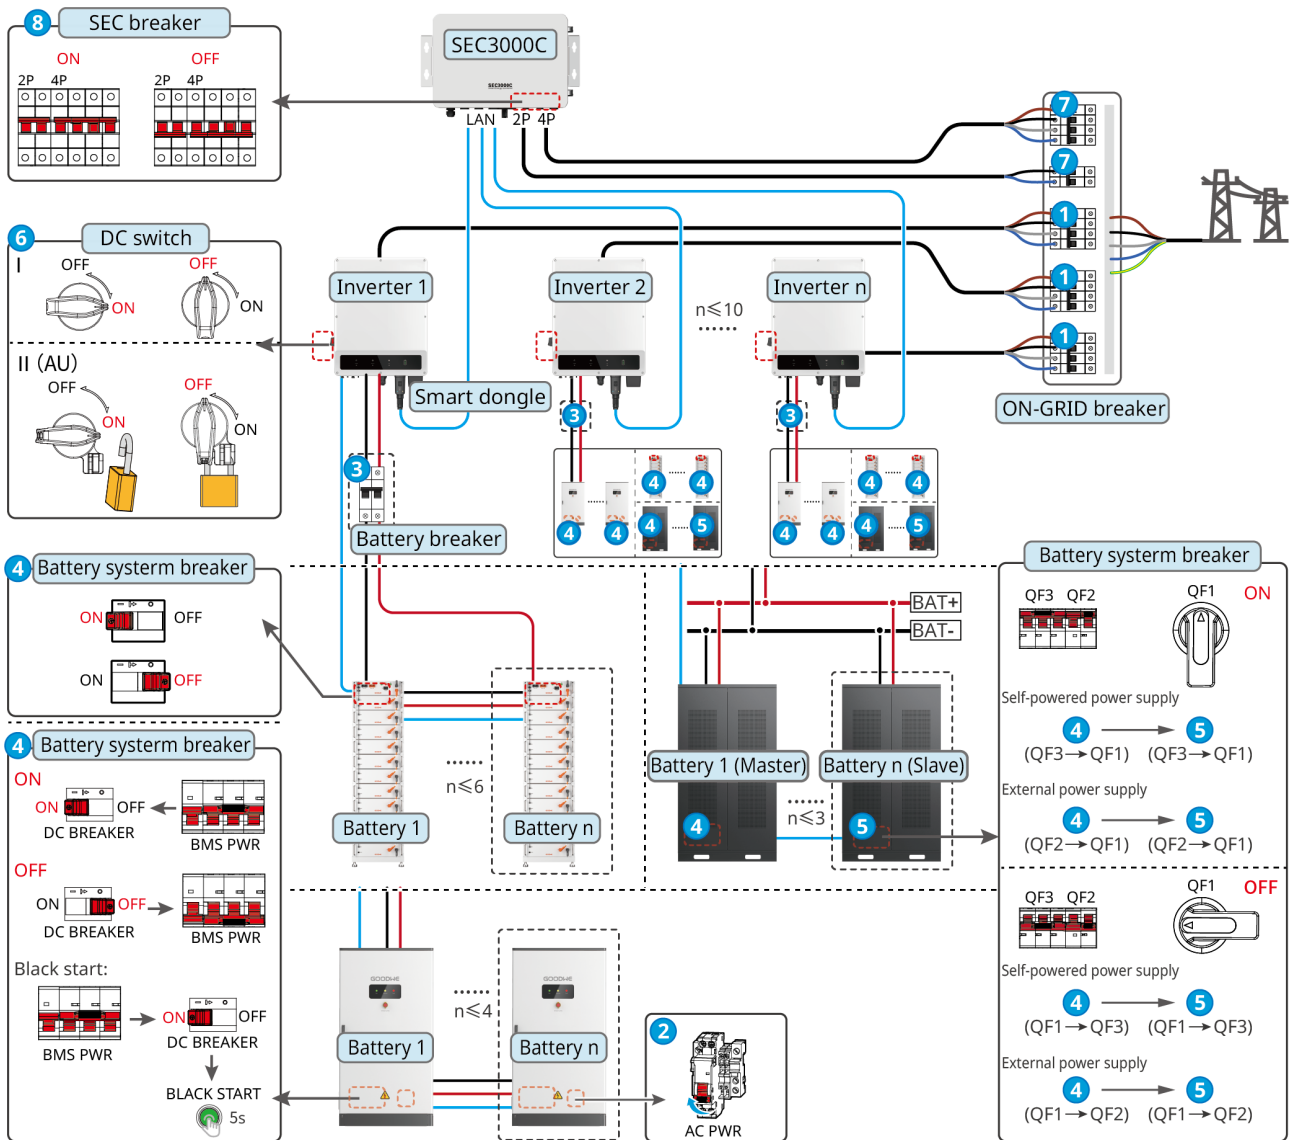 8
SEC breaker
ON
OFF
2P 4P
2P 4P
SEC3000C
SEC3000C
LAN 2P 4P
7
7
1
1
1
ON-GRID breaker
6
DC switch
I
OFF
ON
OFF
ON
II (AU)
OFF
ON
OFF
ON
Inverter 1
Inverter 2
Inverter n
n≤10
······
Smart dongle
3
3
3
Battery breaker
4
4
4
4
4
5
4
4
4
4
4
5
4
Battery systerm breaker
ON
OFF
ON
OFF
4
Battery systerm breaker
ON
ON
OFF
DC BREAKER
BMS PWR
OFF
ON
OFF
DC BREAKER
BMS PWR
Black start:
BMS PWR
ON
OFF
DC BREAKER
BLACK START
5s
Battery 1
······
n≤6
Battery n
BAT+
BAT-
Battery 1 (Master)
Battery n (Slave)
······
n≤3
4
5
GOODWE
GOODWE
······
n≤4
Battery 1
Battery n
2
AC PWR
Battery systerm breaker
QF3 QF2
QF1
ON
Self-powered power supply
4
5
(QF3→QF1)
(QF3→QF1)
External power supply
4
5
(QF2→QF1)
(QF2→QF1)
QF3 QF2
QF1
OFF
Self-powered power supply
4
5
(QF1→QF3)
(QF1→QF3)
External power supply
4
5
(QF1→QF2)
(QF1→QF2)